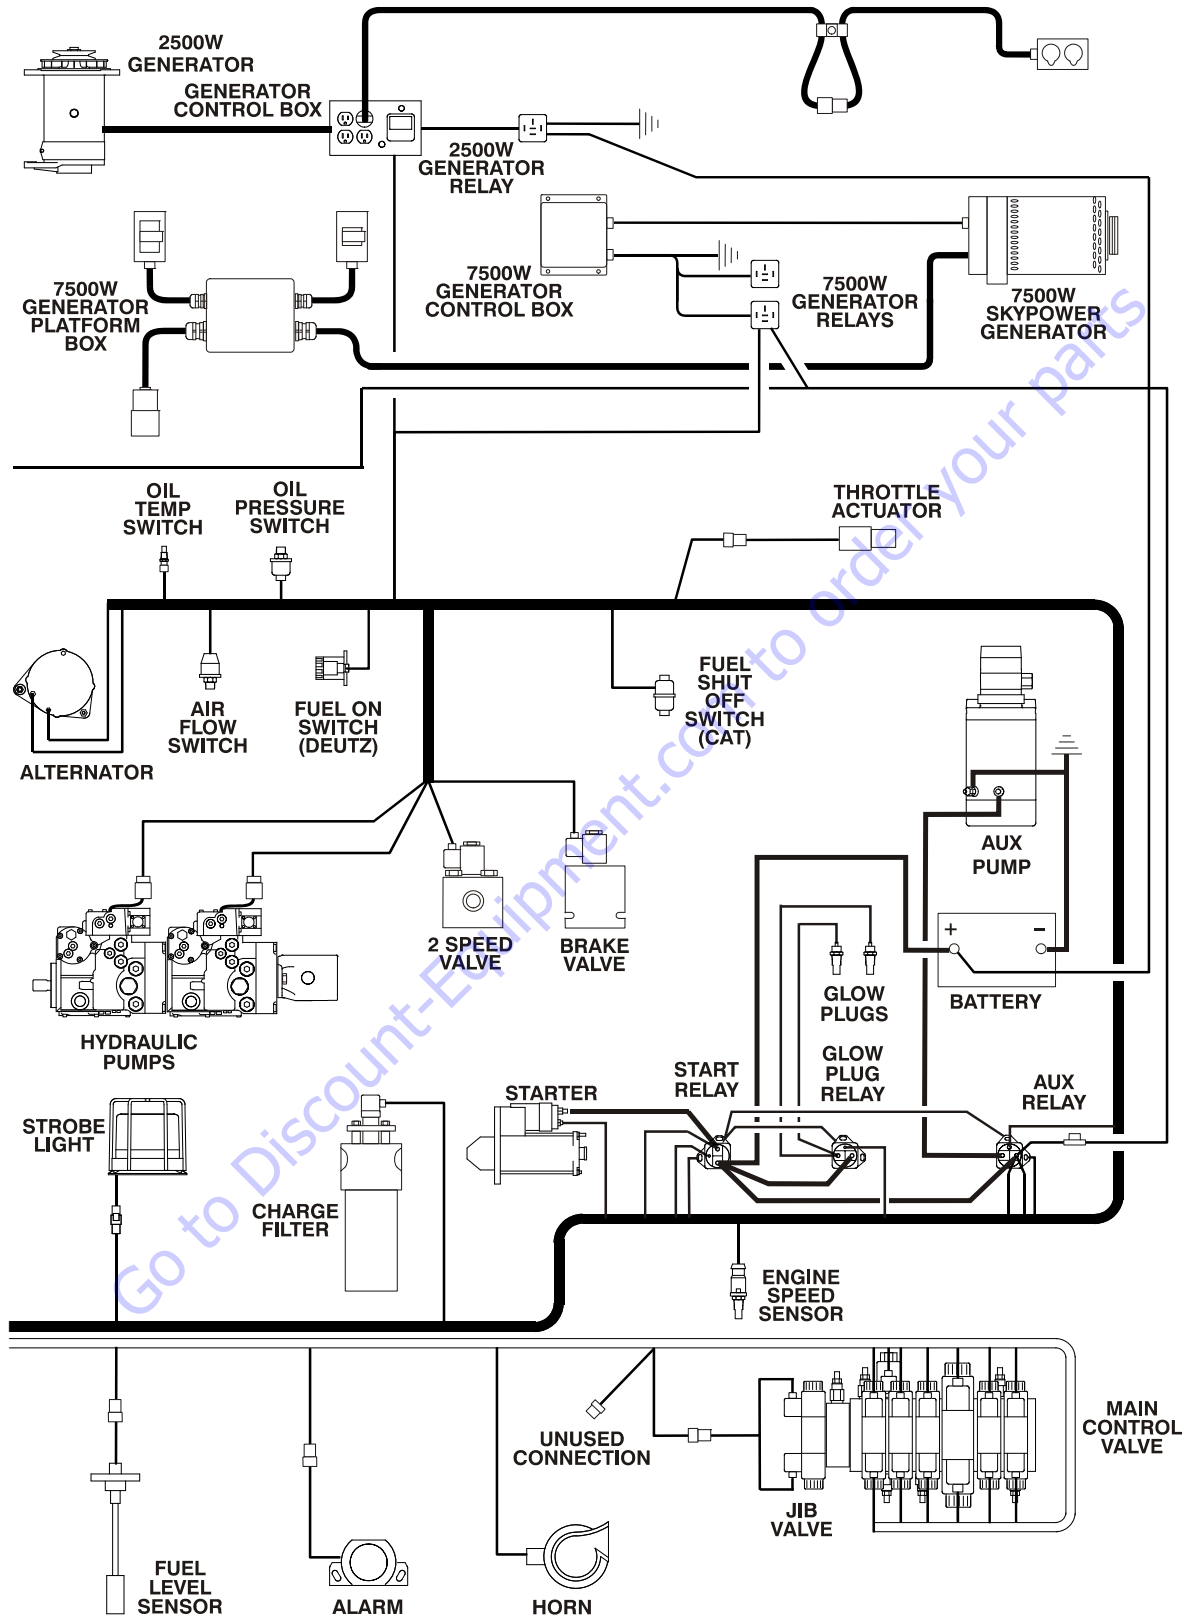 2500W
GENERATOR
GENERATOR
CONTROL BOX
2500W
GENERATOR
RELAY
7500W
GENERATOR
PLATFORM
BOX
7500W
GENERATOR
CONTROL BOX
7500W
GENERATOR
RELAYS
7500W
SKYPOWER
GENERATOR
OIL
TEMP
SWITCH
OIL
PRESSURE
SWITCH
THROTTLE
ACTUATOR
ALTERNATOR
AIR
FLOW
SWITCH
FUEL ON
SWITCH
(DEUTZ)
FUEL
SHUT
OFF
SWITCH
(CAT)
AUX
PUMP
2 SPEED
VALVE
BRAKE
VALVE
+
–
BATTERY
GLOW
PLUGS
HYDRAULIC
PUMPS
STROBE
LIGHT
CHARGE
FILTER
STARTER
START
RELAY
GLOW
PLUG
RELAY
AUX
RELAY
ENGINE
SPEED
SENSOR
UNUSED
CONNECTION
MAIN
CONTROL
VALVE
JIB
VALVE
FUEL
LEVEL
SENSOR
ALARM
HORN
Go to Discount-Equipment.com to order your parts